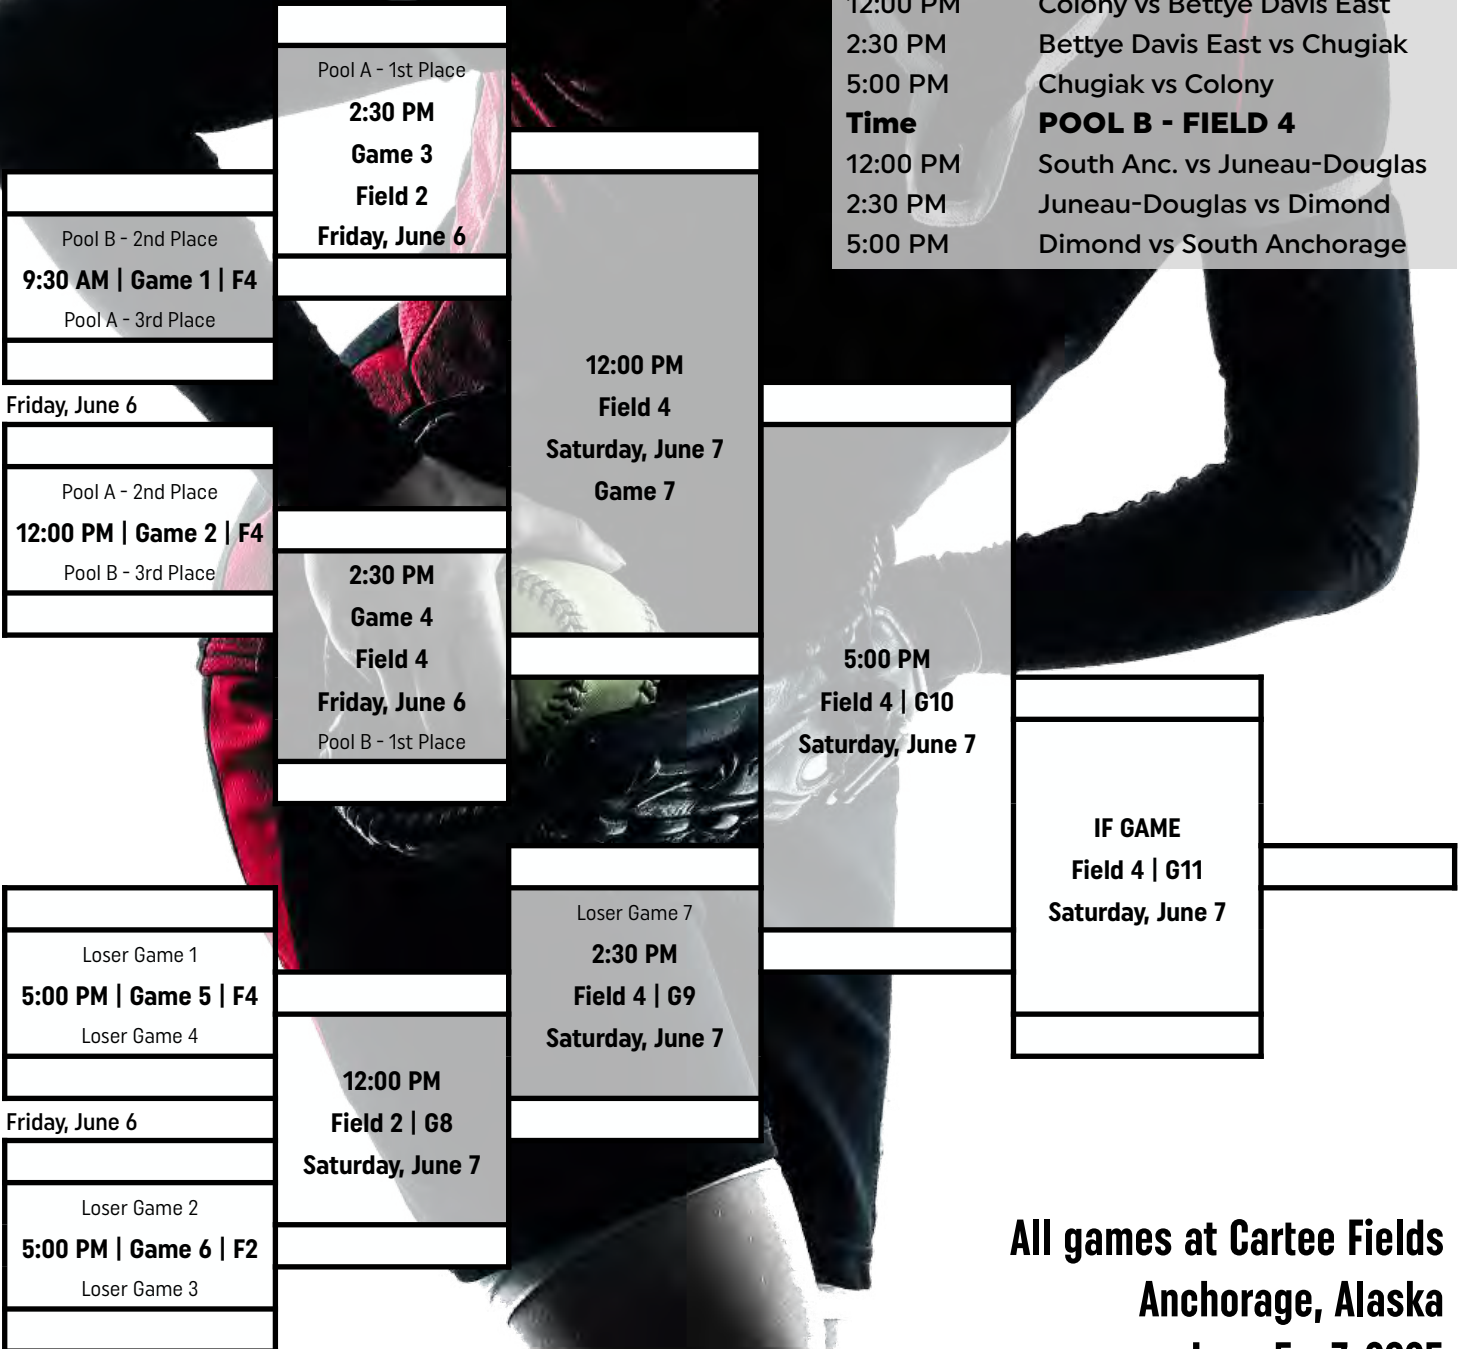 12:00 PM Colony vs Bettye Davis East
2:30 PM Bettye Davis East vs Chugiak
5:00 PM Chugiak vs Colony
Time POOL B - FIELD 4
12:00 PM South Anc. vs Juneau-Douglas
2:30 PM Juneau-Douglas vs Dimond
5:00 PM Dimond vs South Anchorage
Pool A - 1st Place
2:30 PM
Game 3
Field 2
Friday, June 6
Pool B - 2nd Place
9:30 AM | Game 1 | F4
Pool A - 3rd Place
Friday, June 6
Pool A - 2nd Place
12:00 PM | Game 2 | F4
Pool B - 3rd Place
2:30 PM
Game 4
Field 4
Friday, June 6
Pool B - 1st Place
12:00 PM
Field 4
Saturday, June 7
Game 7
5:00 PM
Field 4 | G10
Saturday, June 7
IF GAME
Field 4 | G11
Saturday, June 7
Loser Game 7
2:30 PM
Field 4 | G9
Saturday, June 7
Loser Game 1
5:00 PM | Game 5 | F4
Loser Game 4
Friday, June 6
12:00 PM
Field 2 | G8
Saturday, June 7
Loser Game 2
5:00 PM | Game 6 | F2
Loser Game 3
All games at Cartee Fields
Anchorage, Alaska